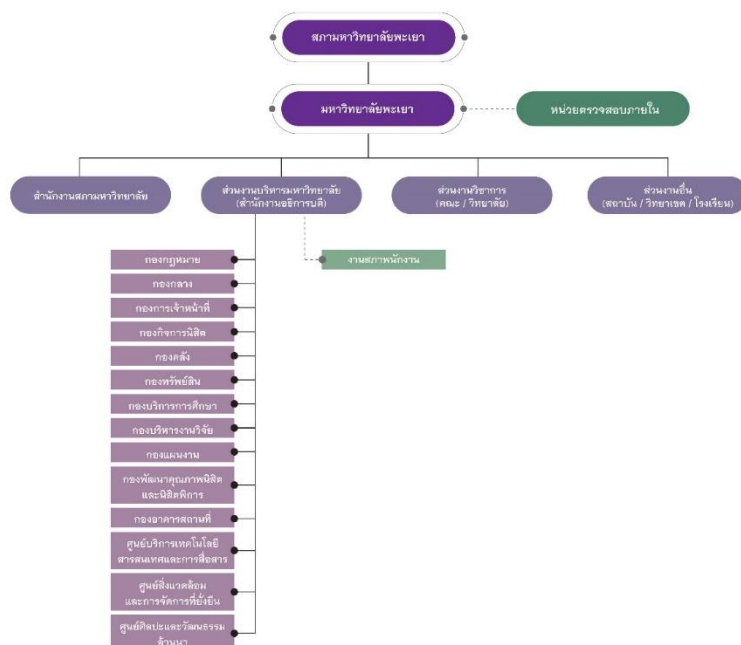 สภามหาวิทยาลัยพะเยา
มหาวิทยาลัยพะเยา
หน่วยตรวจสอบภายใน
สำนักงานสภามหาวิทยาลัย
ส่วนงานบริหารมหาวิทยาลัย
(สำนักงานอธิการบดี)
ส่วนงานวิชาการ
(คณะ / วิทยาลัย)
ส่วนงานอื่น
(สถาบัน / วิทยาเขต / โรงเรียน)
กองกฎหมาย
งานสภาพนักงาน
กองกลาง
กองการเจ้าหน้าที่
กองกิจการนิสิต
กองคลัง
กองทรัพย์สิน
กองบริการการศึกษา
กองบริหารงานวิจัย
กองแผนงาน
กองพัฒนาคุณภาพนิสิต
และนิสิตพิการ
กองอาคารสถานที่
ศูนย์บริการเทคโนโลยี
สารสนเทศและการสื่อสาร
ศูนย์สิ่งแวดล้อม
และการจัดการที่ยั่งยืน
ศูนย์ศิลปะและวัฒนธรรม
ล้านนา